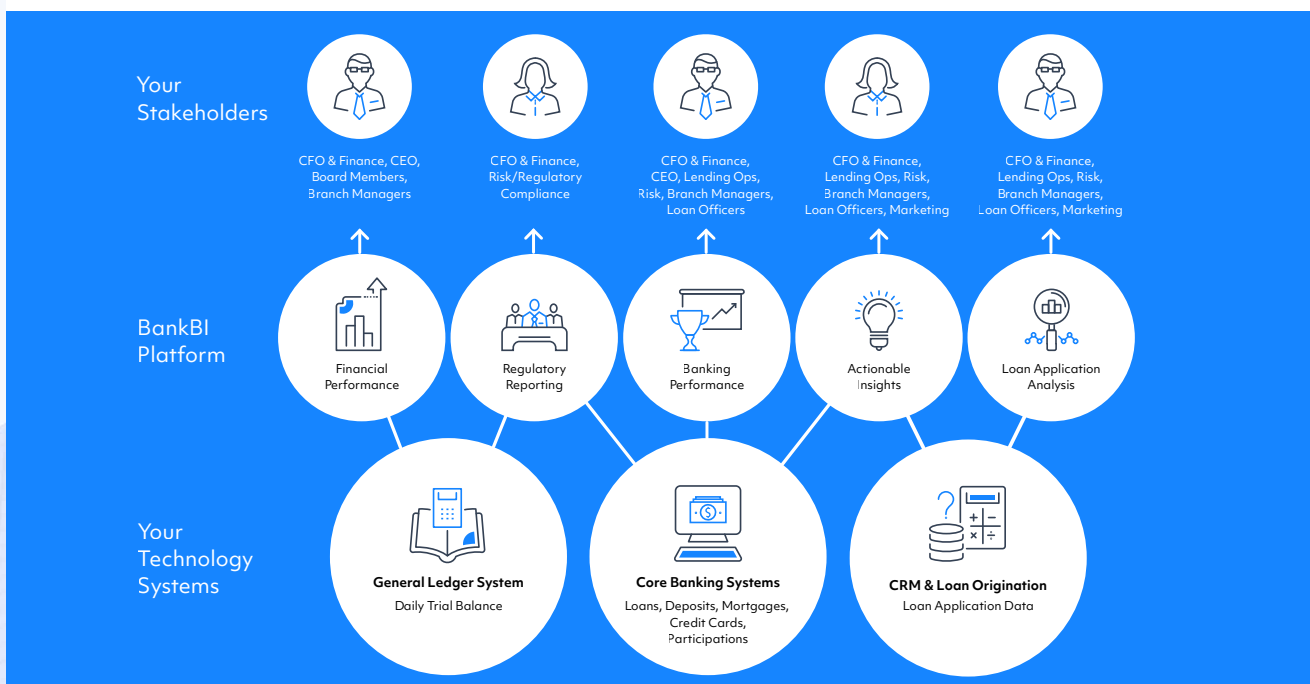 Your
Stakeholders
CFO & Finance, CEO,
Board Members,
Branch Managers
CFO & Finance,
Risk/Regulatory
Compliance
CFO & Finance,
CEO, Lending Ops,
Risk, Branch Managers,
Loan Officers
CFO & Finance,
Lending Ops, Risk,
Branch Managers,
Loan Officers, Marketing
CFO & Finance,
Lending Ops, Risk,
Branch Managers,
Loan Officers, Marketing
BankBI
Platform
Financial
Performance
Regulatory
Reporting
Banking
Performance
Actionable
Insights
Loan Application
Analysis
Your
Technology
Systems
General Ledger System
Daily Trial Balance
Core Banking Systems
Loans, Deposits, Mortgages,
Credit Cards,
Participations
CRM & Loan Origination
Loan Application Data